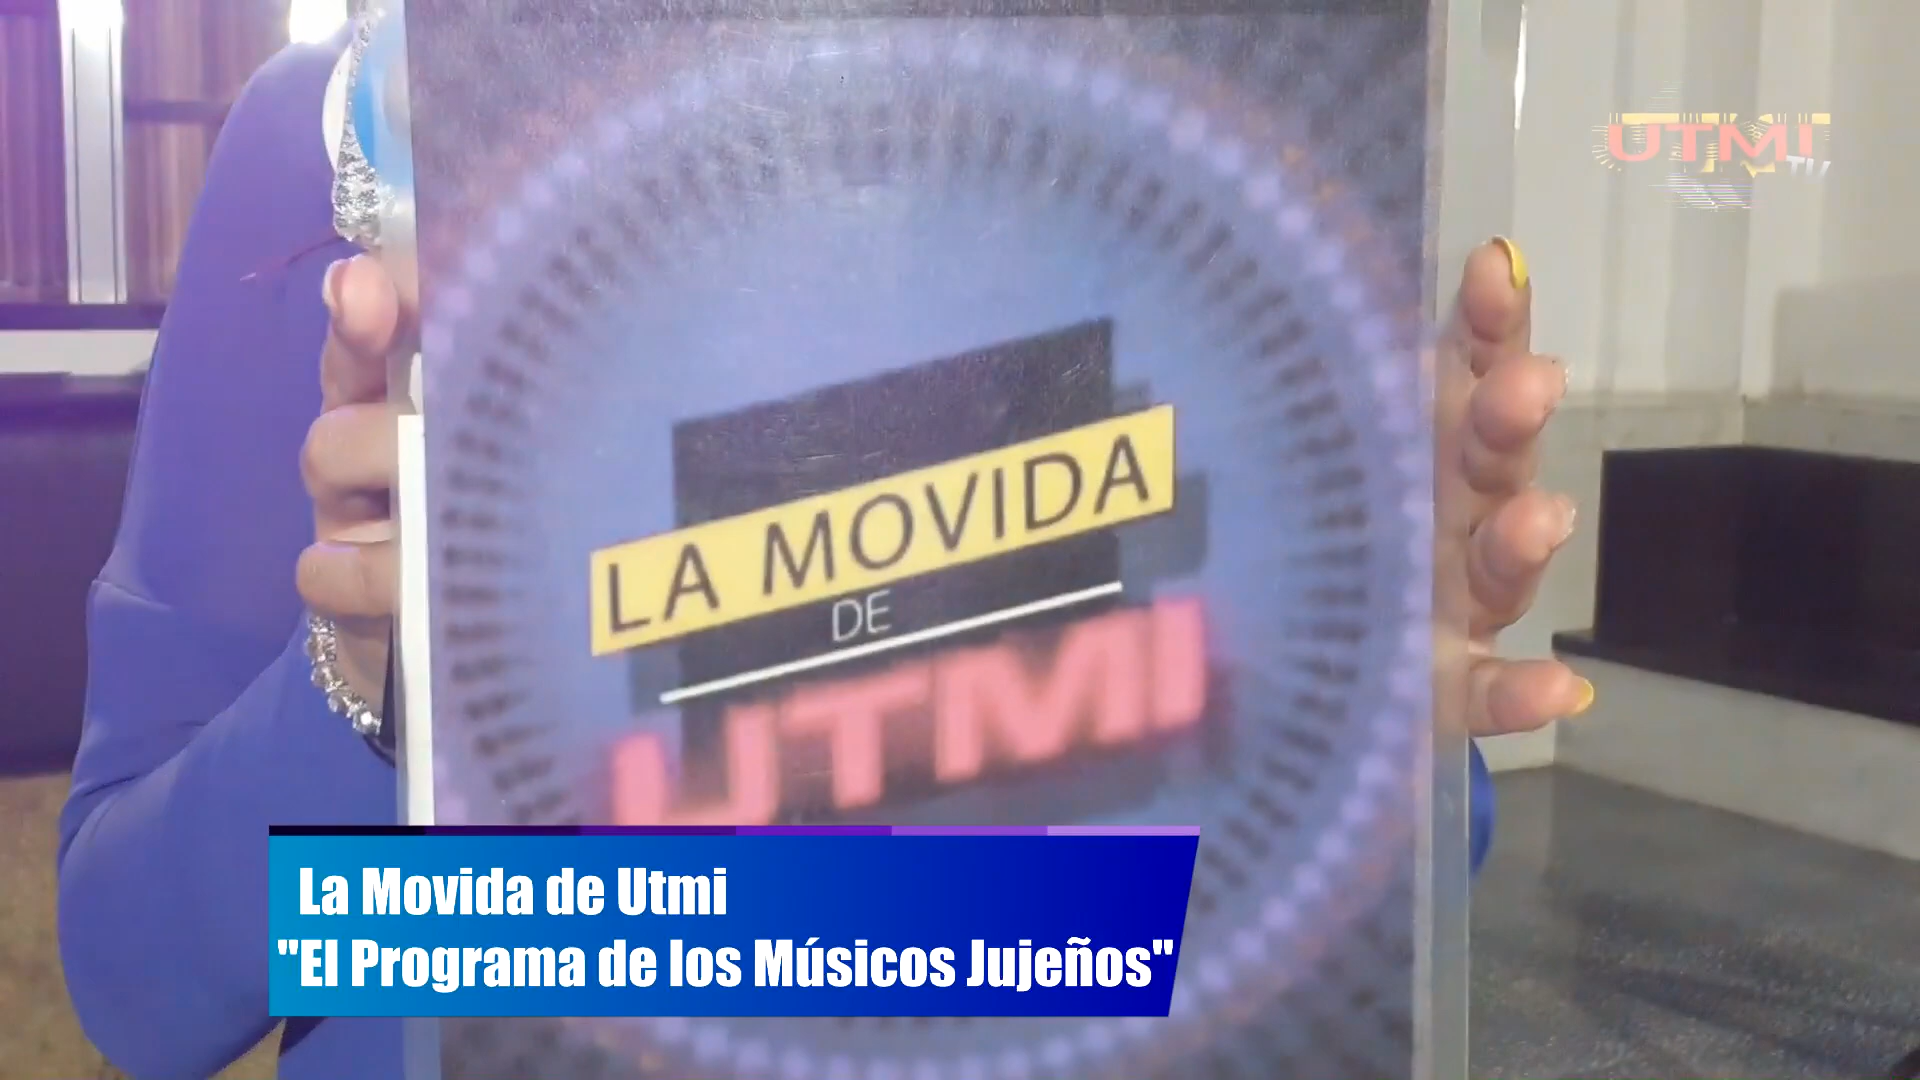 UTMI
TV
LA MOVIDA
DE
UTMI
La Movida de Utmi
"El Programa de los Músicos Jujeños"